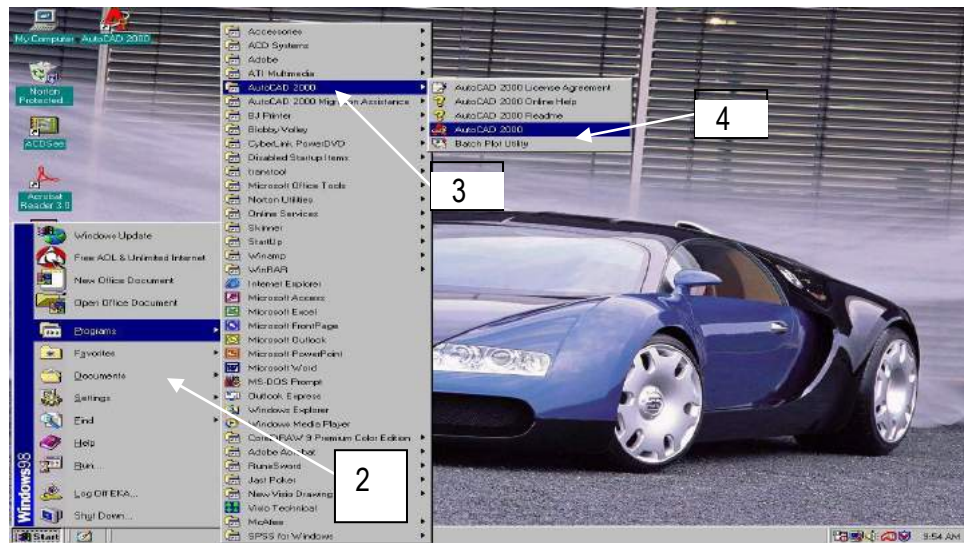 My Computer
AutoCAD 2000
Norton
Protected...
ACDSee
Acrobat
Reader 3.0
Windows Update
Free AOL & Unlimited Internet
New Office Document
Open Office Document
Programs
Favorites
Documents
Settings
Find
Help
Run...
Log Off EKA...
Shut Down...
Windows98
Accessories
ACD Systems
Adobe
ATI Multimedia
AutoCAD 2000
AutoCAD 2000 Migration Assistance
BJ Printer
Blobby Volley
CyberLink PowerDVD
Disabled Startup Items
Microsoft Office Tools
Norton Utilities
Online Services
Skinner
StartUp
Winamp
WinRAR
Internet Explorer
Microsoft Access
Microsoft Excel
Microsoft FrontPage
Microsoft Outlook
Microsoft PowerPoint
Microsoft Word
MS-DOS Prompt
Outlook Express
Windows Explorer
Windows Media Player
CorelDRAW 9 Premium Color Edition
Adobe Acrobat
RuneSword
Jast Poker
New Visio Drawing
Visio Technical
McAfee
SPSS for Windows
AutoCAD 2000 License Agreement
AutoCAD 2000 Online Help
AutoCAD 2000 Readme
AutoCAD 2000
Batch Plot Utility
4
3
2
Start
9:54 AM